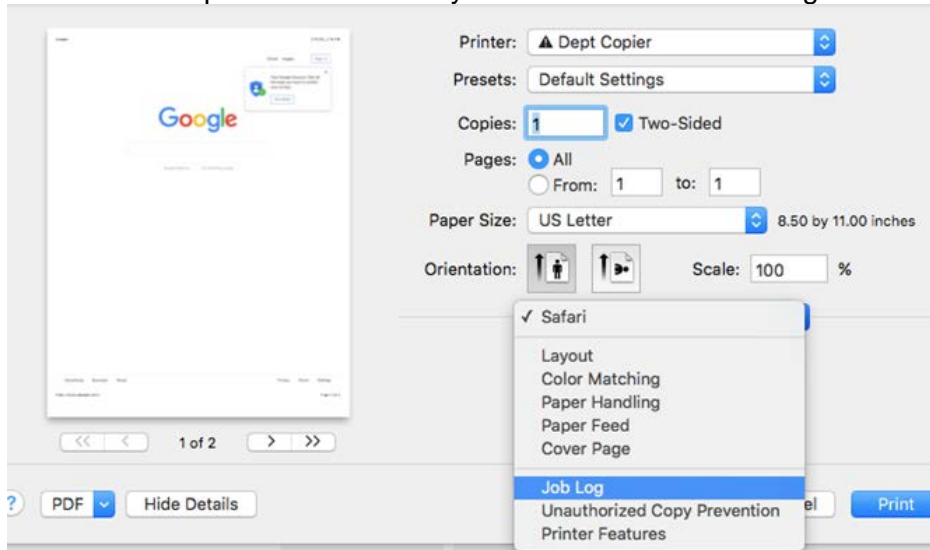 Printer: Dept Copier
Presets: Default Settings
Copies: 1 Two-Sided
Pages: All
From: 1 to: 1
Paper Size: US Letter 8.50 by 11.00 inches
Orientation: Scale: 100 %
Google
✓ Safari
Layout
Color Matching
Paper Handling
Paper Feed
Cover Page
Job Log
Unauthorized Copy Prevention
Printer Features
1 of 2
? PDF Hide Details el Print